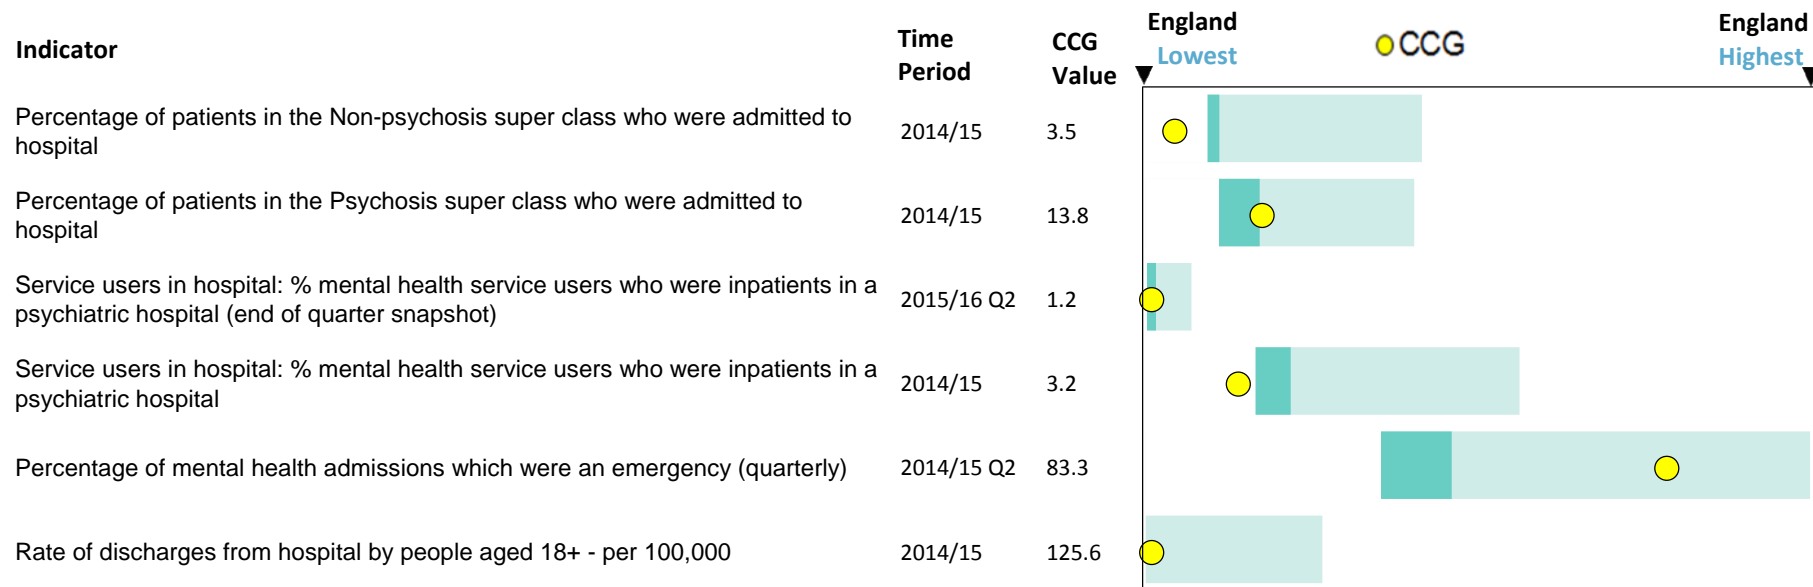 Indicator
Time
Period
CCG
Value
England
Lowest
CCG
England
Highest
Percentage of patients in the Non-psychosis super class who were admitted to
hospital
2014/15
3.5
Percentage of patients in the Psychosis super class who were admitted to
hospital
2014/15
13.8
Service users in hospital: % mental health service users who were inpatients in a
psychiatric hospital (end of quarter snapshot)
2015/16 Q2
1.2
Service users in hospital: % mental health service users who were inpatients in a
psychiatric hospital
2014/15
3.2
Percentage of mental health admissions which were an emergency (quarterly)
2014/15 Q2
83.3
Rate of discharges from hospital by people aged 18+ - per 100,000
2014/15
125.6